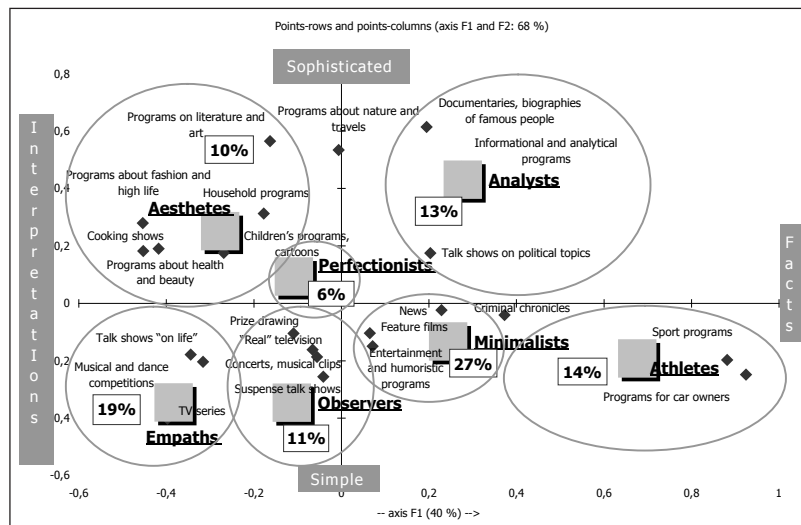 Points-rows and points-columns (axis F1 and F2: 68 %)
Sophisticated
0,8
Documentaries, biographies
of famous people
Programs about nature and
travels
Programs on literature and
art
0,6
10%
Informational and analytical
programs
Programs about fashion and
high life
Analysts
0,4
Household programs
Aesthetes
13%
Children's programs,
cartoons
Cooking shows
0,2
Talk shows on political topics
Programs about health
and beauty
Perfectionists
6%
0
News
Criminal chronicles
Prize drawing
Feature films
"Real" television
Minimalists
Sport programs
Talk shows "on life"
Entertainment
and humoristic
programs
27%
14%
Athletes
-0,2
Musical and dance
competitions
Concerts, musical clips
Suspense talk shows
Programs for car owners
19%
TV series
Observers
-0,4
Empaths
11%
Simple
-0,6
-0,6
-0,4
-0,2
0
0,2
0,4
0,6
0,8
1
-- axis F1 (40 %) -->
Interpretations
Facts